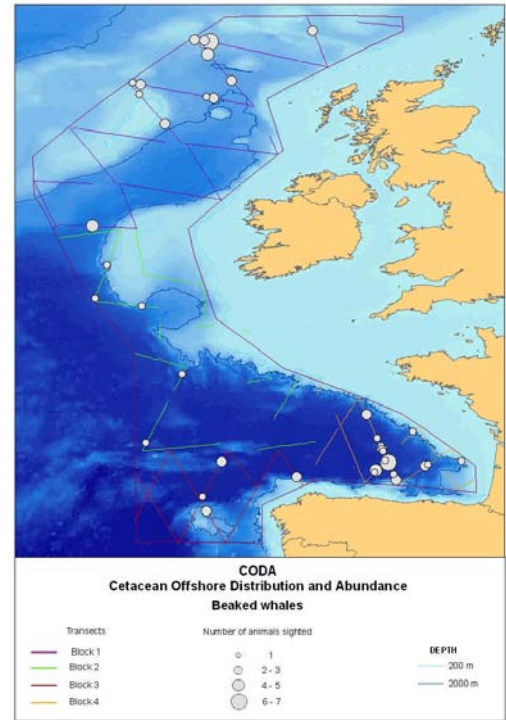 CODA
Cetacean Offshore Distribution and Abundance
Beaked whales
Transects
Block 1
Block 2
Block 3
Block 4
Number of animals sighted
1
2 - 3
4 - 5
6 - 7
DEPTH
200 m
2000 m